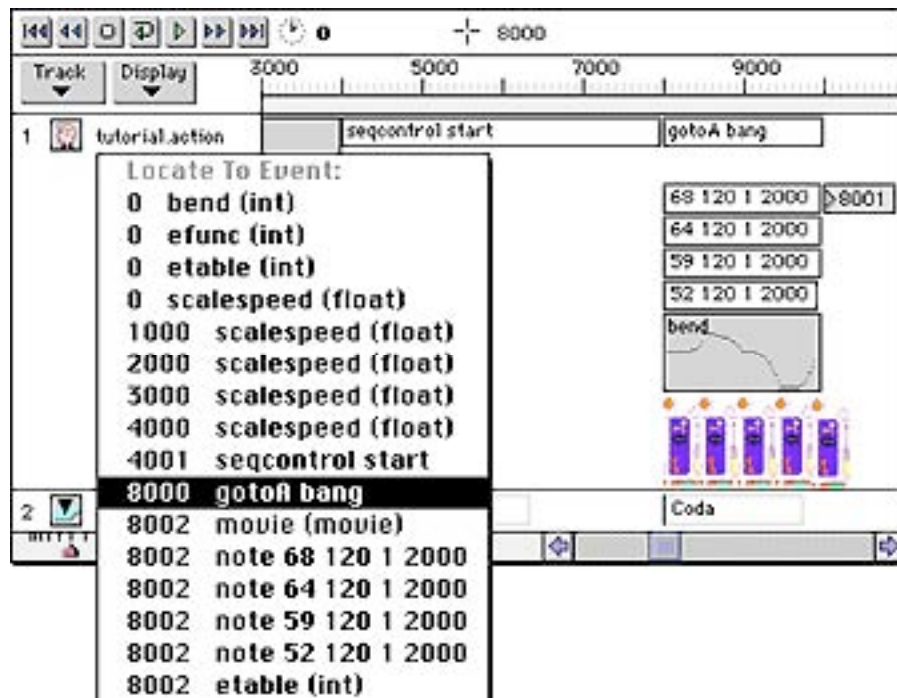 0 8000
Track Display 3000 5000 7000 9000
1 tutorial.action seqcontrol start gotoA bang
Locate To Event:
0 bend (int)
0 efunc (int)
0 etable (int)
0 scalespeed (float)
1000 scalespeed (float)
2000 scalespeed (float)
3000 scalespeed (float)
4000 scalespeed (float)
4001 seqcontrol start
8000 gotoA bang
8002 movie (movie)
8002 note 68 120 1 2000
8002 note 64 120 1 2000
8002 note 59 120 1 2000
8002 note 52 120 1 2000
8002 etable (int)
68 120 1 2000 8001
64 120 1 2000
59 120 1 2000
52 120 1 2000
bend
2 Coda